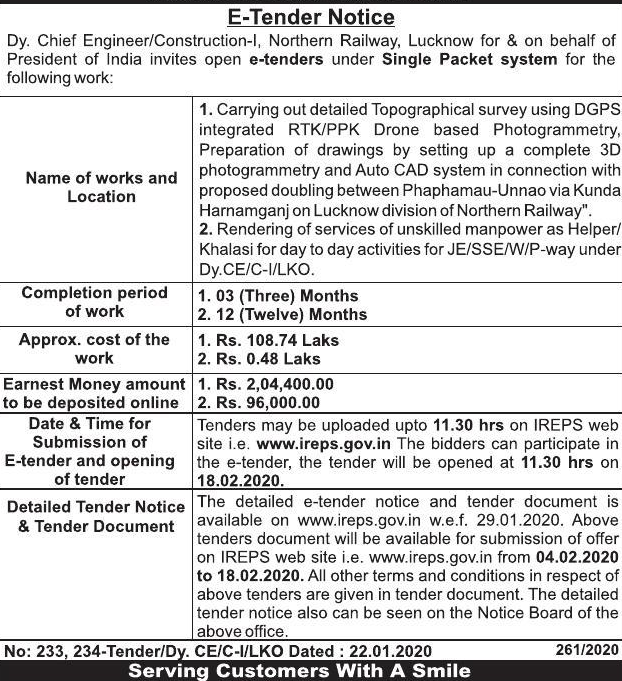 E-Tender Notice
Dy. Chief Engineer/Construction-I, Northern Railway, Lucknow for & on behalf of
President of India invites open e-tenders under Single Packet system for the
following work:
Name of works and
Location
1. Carrying out detailed Topographical survey using DGPS
integrated RTK/PPK Drone based Photogrammetry,
Preparation of drawings by setting up a complete 3D
photogrammetry and Auto CAD system in connection with
proposed doubling between Phaphamau-Unnao via Kunda
Harnamganj on Lucknow division of Northern Railway".
2. Rendering of services of unskilled manpower as Helper/
Khalasi for day to day activities for JE/SSE/W/P-way under
Dy.CE/C-I/LKO.
Completion period
of work
1. 03 (Three) Months
2. 12 (Twelve) Months
Approx. cost of the
work
1. Rs. 108.74 Laks
2. Rs. 0.48 Laks
Earnest Money amount
to be deposited online
1. Rs. 2,04,400.00
2. Rs. 96,000.00
Date & Time for
Submission of
E-tender and opening
of tender
Tenders may be uploaded upto 11.30 hrs on IREPS web
site i.e. www.ireps.gov.in The bidders can participate in
the e-tender, the tender will be opened at 11.30 hrs on
18.02.2020.
Detailed Tender Notice
& Tender Document
The detailed e-tender notice and tender document is
available on www.ireps.gov.in w.e.f. 29.01.2020. Above
tenders document will be available for submission of offer
on IREPS web site i.e. www.ireps.gov.in from 04.02.2020
to 18.02.2020. All other terms and conditions in respect of
above tenders are given in tender document. The detailed
tender notice also can be seen on the Notice Board of the
above office.
No: 233, 234-Tender/Dy. CE/C-I/LKO Dated : 22.01.2020 261/2020
Serving Customers With A Smile